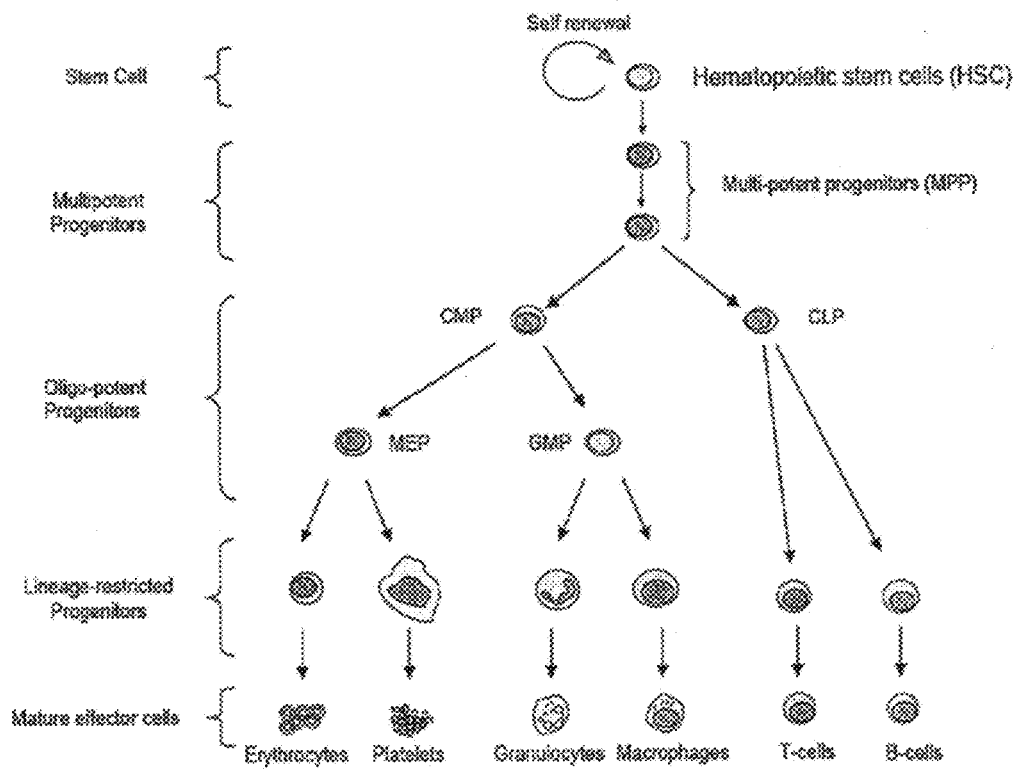 Self renewal
Stem Cell
Hematopoietic stem cells (HSC)
Multipotent
Progenitors
Multi-potent progenitors (MPP)
CMP
CLP
Oligo-potent
Progenitors
MEP
GMP
Lineage-restricted
Progenitors
Mature effector cells
Erythrocytes
Platelets
Granulocytes
Macrophages
T-cells
B-cells